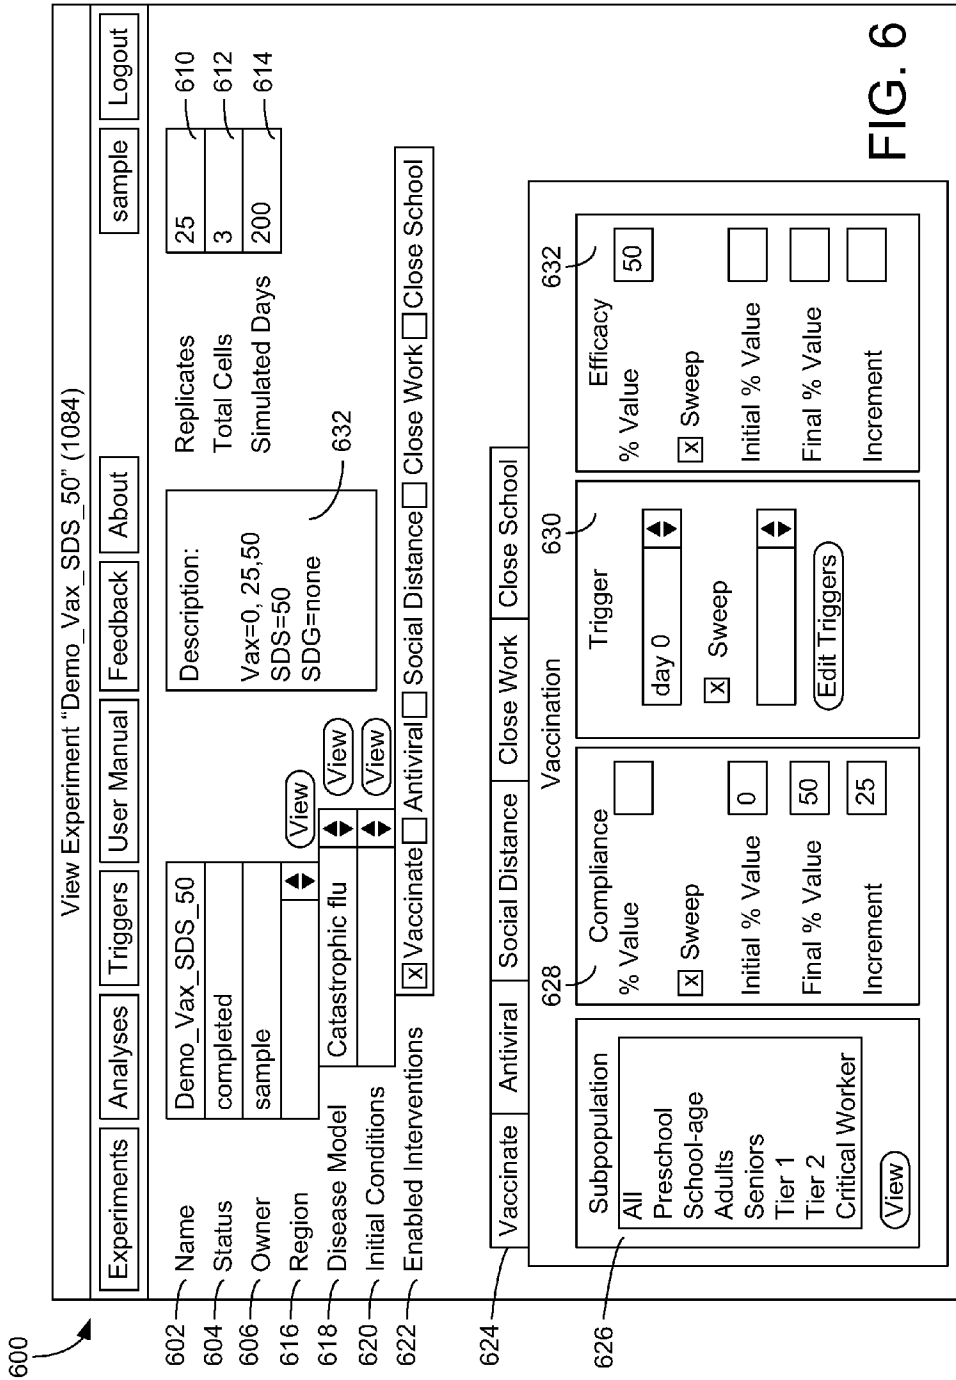 600
View Experiment “Demo_Vax_SDS_50” (1084)
Experiments Analyses Triggers User Manual Feedback About sample Logout
602 Name Demo_Vax_SDS_50
604 Status completed
606 Owner sample
616 Region View
618 Disease Model Catastrophic flu View
620 Initial Conditions View
Description:
Vax=0, 25,50
SDS=50
SDG=none
632
Replicates 25 610
Total Cells 3 612
Simulated Days 200 614
622 Enabled Interventions x Vaccinate Antiviral Social Distance Close Work Close School
624 Vaccinate Antiviral Social Distance Close Work Close School
Vaccination
626 Subpopulation
All
Preschool
School-age
Adults
Seniors
Tier 1
Tier 2
Critical Worker
View
628 Compliance
% Value
x Sweep
Initial % Value 0
Final % Value 50
Increment 25
630 Trigger
day 0
x Sweep
Edit Triggers
632 Efficacy
% Value 50
x Sweep
Initial % Value
Final % Value
Increment
FIG. 6